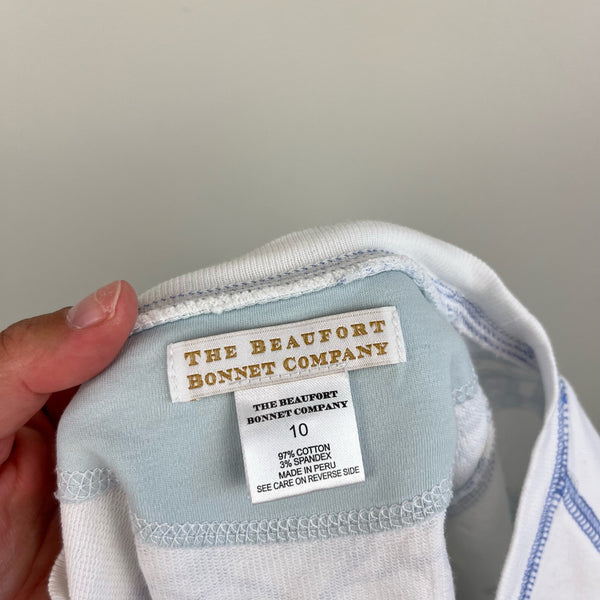 THE BEAUFORT
BONNET COMPANY
THE BEAUFORT
BONNET COMPANY
10
97% COTTON
3% SPANDEX
MADE IN PERU
SEE CARE ON REVERSE SIDE